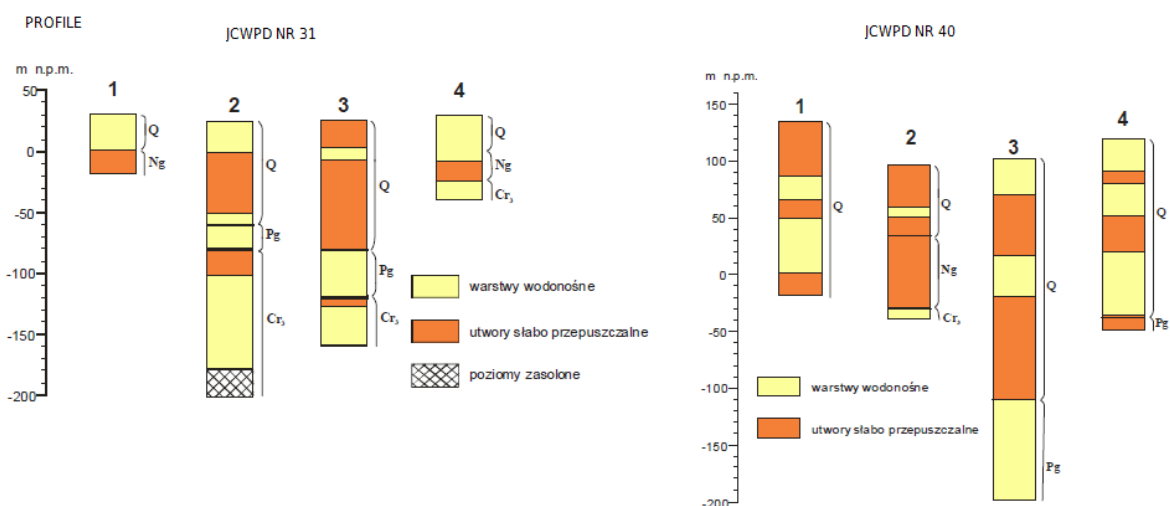 PROFILE
JCWPD NR 31
m n.p.m.
50
0
-50
-100
-150
-200
1
Q
Ng
2
Q
Pg
Cr₃
3
Q
Pg
Cr₃
4
Q
Ng
Cr₃
warstwy wodonośne
utwory słabo przepuszczalne
poziomy zasolone
JCWPD NR 40
m n.p.m.
150
100
50
0
-50
-100
-150
-200
1
Q
2
Q
Ng
Cr₃
3
Q
Pg
4
Q
Pg
warstwy wodonośne
utwory słabo przepuszczalne